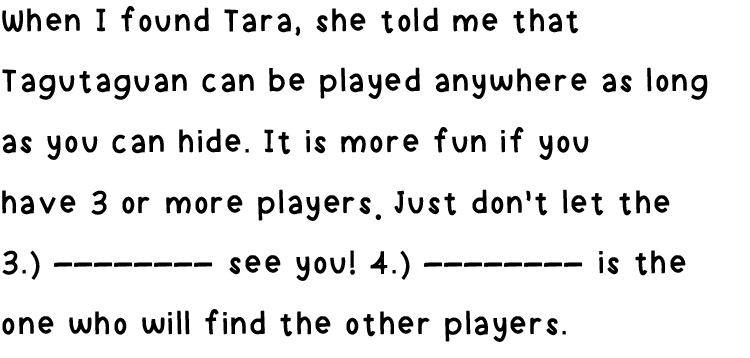 When I found Tara, she told me that
Tagutaguan can be played anywhere as long
as you can hide. It is more fun if you
have 3 or more players. Just don't let the
3.) -------- see you! 4.) -------- is the
one who will find the other players.